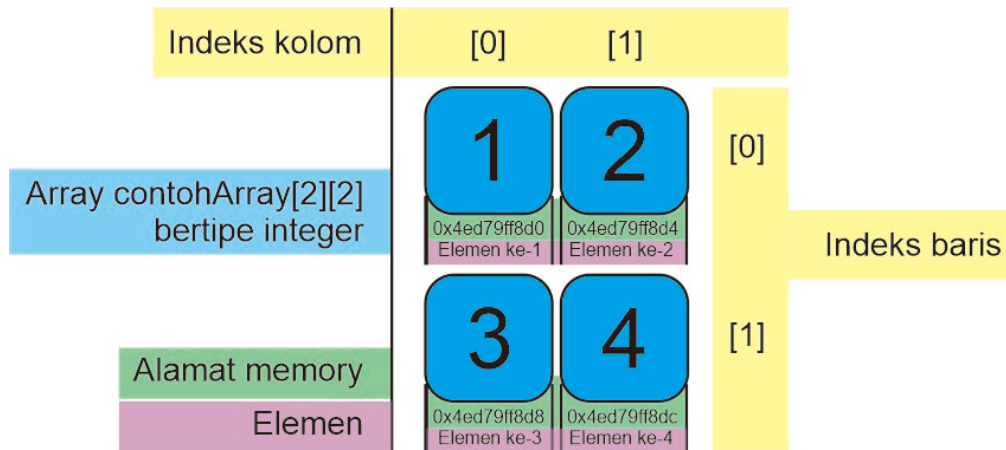 Indeks kolom [0] [1]
1 2
[0]
Array contohArray[2][2]
bertipe integer
0x4ed79ff8d0 0x4ed79ff8d4
Elemen ke-1 Elemen ke-2
Indeks baris
3 4
[1]
Alamat memory
Elemen
0x4ed79ff8d8 0x4ed79ff8dc
Elemen ke-3 Elemen ke-4